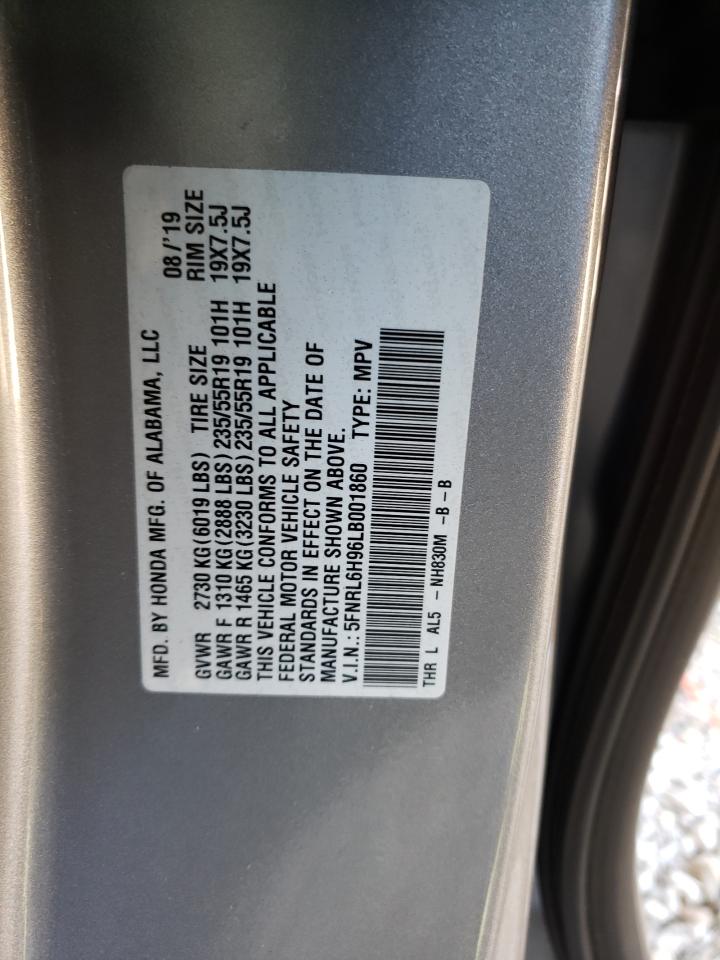 MFD. BY HONDA MFG. OF ALABAMA, LLC 08/'19
GVWR 2730 KG (6019 LBS) TIRE SIZE RIM SIZE
GAWR F 1310 KG (2888 LBS) 235/55R19 101H 19X7.5J
GAWR R 1465 KG (3230 LBS) 235/55R19 101H 19X7.5J
THIS VEHICLE CONFORMS TO ALL APPLICABLE
FEDERAL MOTOR VEHICLE SAFETY
STANDARDS IN EFFECT ON THE DATE OF
MANUFACTURE SHOWN ABOVE.
V.I.N.: 5FNRL6H96LB001860 TYPE: MPV
THR L AL5 - NH830M -B-B